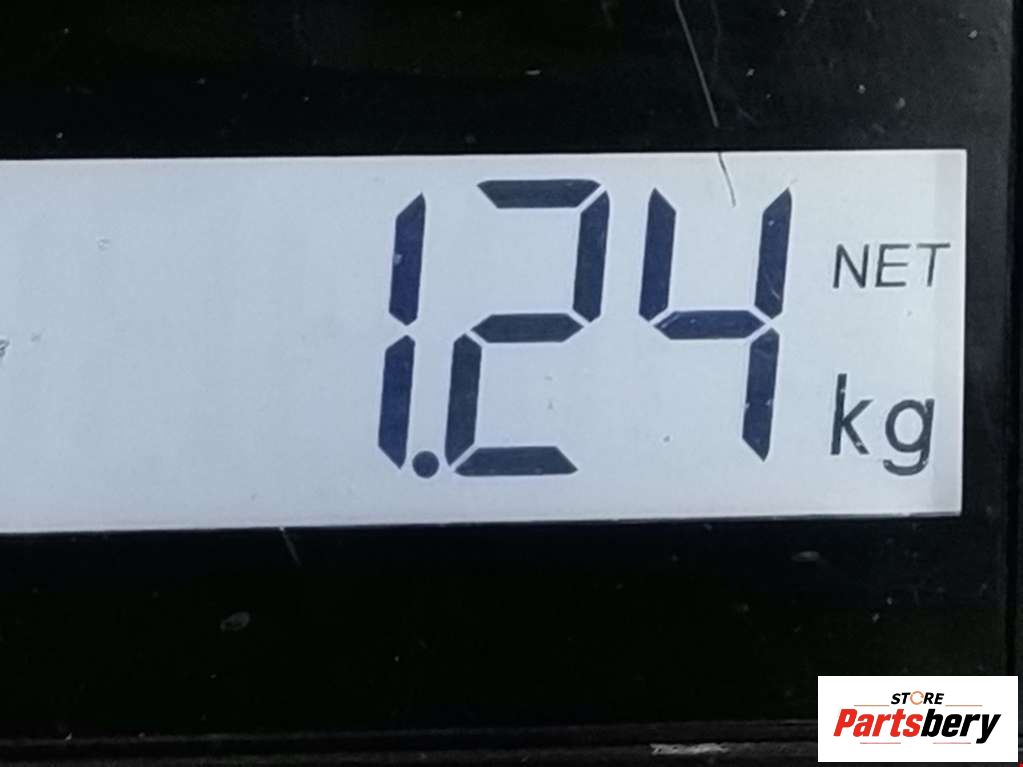 1.24 NET
kg
STORE
Partsbery